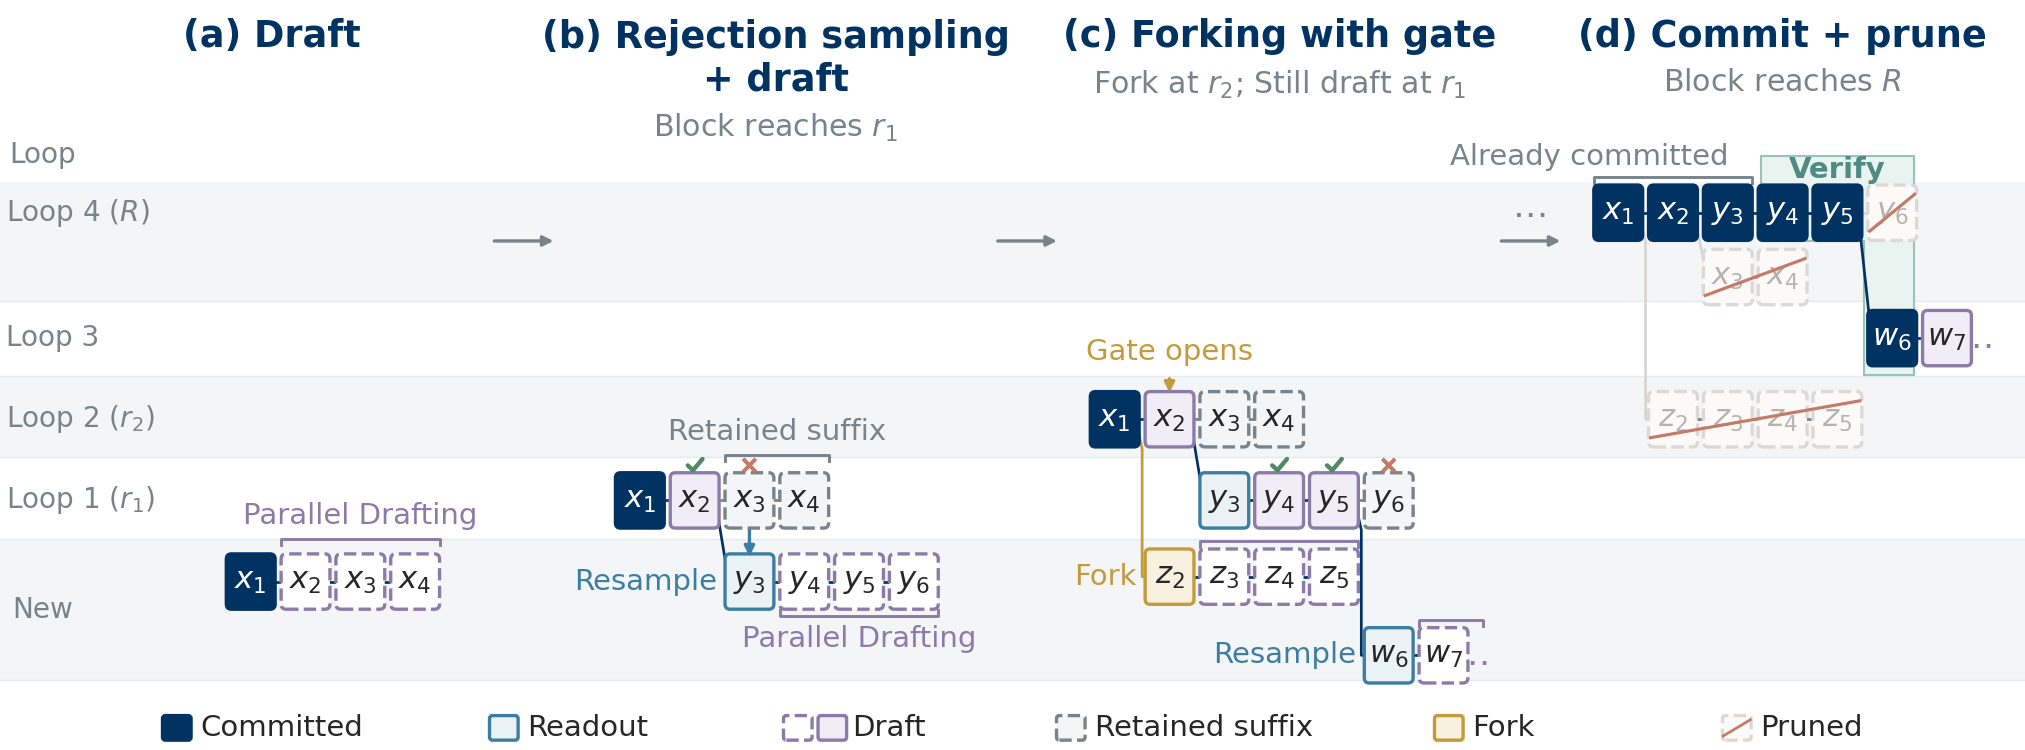 (a) Draft
(b) Rejection sampling
+ draft
Block reaches r₁
(c) Forking with gate
Fork at r₂; Still draft at r₁
(d) Commit + prune
Block reaches R
Loop
Already committed
Verify
Loop 4 (R)
...
x₁ x₂ y₃ y₄ y₅ y₆
x₃ x₄
Loop 3
Gate opens
w₆ w₇ ..
Loop 2 (r₂)
x₁ x₂ x₃ x₄
z₂ z₃ z₄ z₅
Retained suffix
Loop 1 (r₁)
x₁ x₂ x₃ x₄
y₃ y₄ y₅ y₆
Parallel Drafting
New
x₁ x₂ x₃ x₄
Resample y₃ y₄ y₅ y₆
Parallel Drafting
Fork z₂ z₃ z₄ z₅
Resample w₆ w₇ ..
Committed Readout Draft Retained suffix Fork Pruned